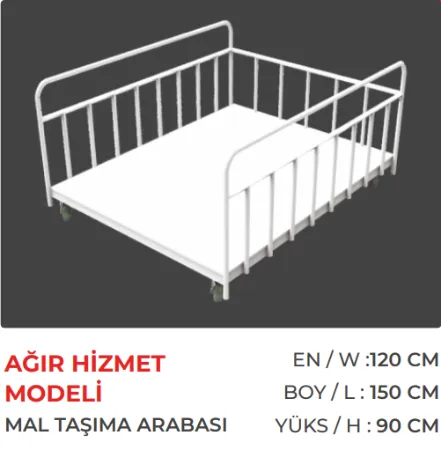 AĞIR HİZMET
MODELİ
MAL TAŞIMA ARABASI
EN / W :120 CM
BOY / L : 150 CM
YÜKS / H : 90 CM